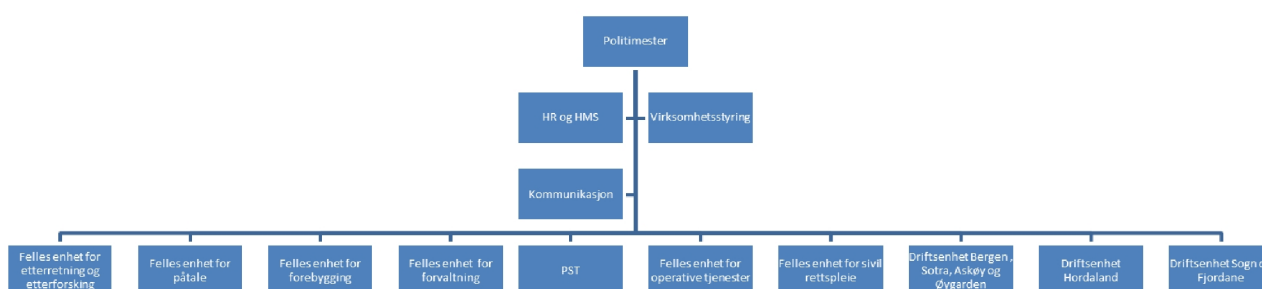 Politimester
HR og HMS
Virksomhetsstyring
Kommunikasjon
Felles enhet for
etterretning og
etterforsking
Felles enhet for
påtale
Felles enhet for
forebygging
Felles enhet for
forvaltning
PST
Felles enhet for
operative tjenester
Felles enhet for sivil
rettspleie
Driftsenhet Bergen ,
Sotra, Askøy og
Øygarden
Driftsenhet
Hordaland
Driftsenhet Sogn o
Fjordane